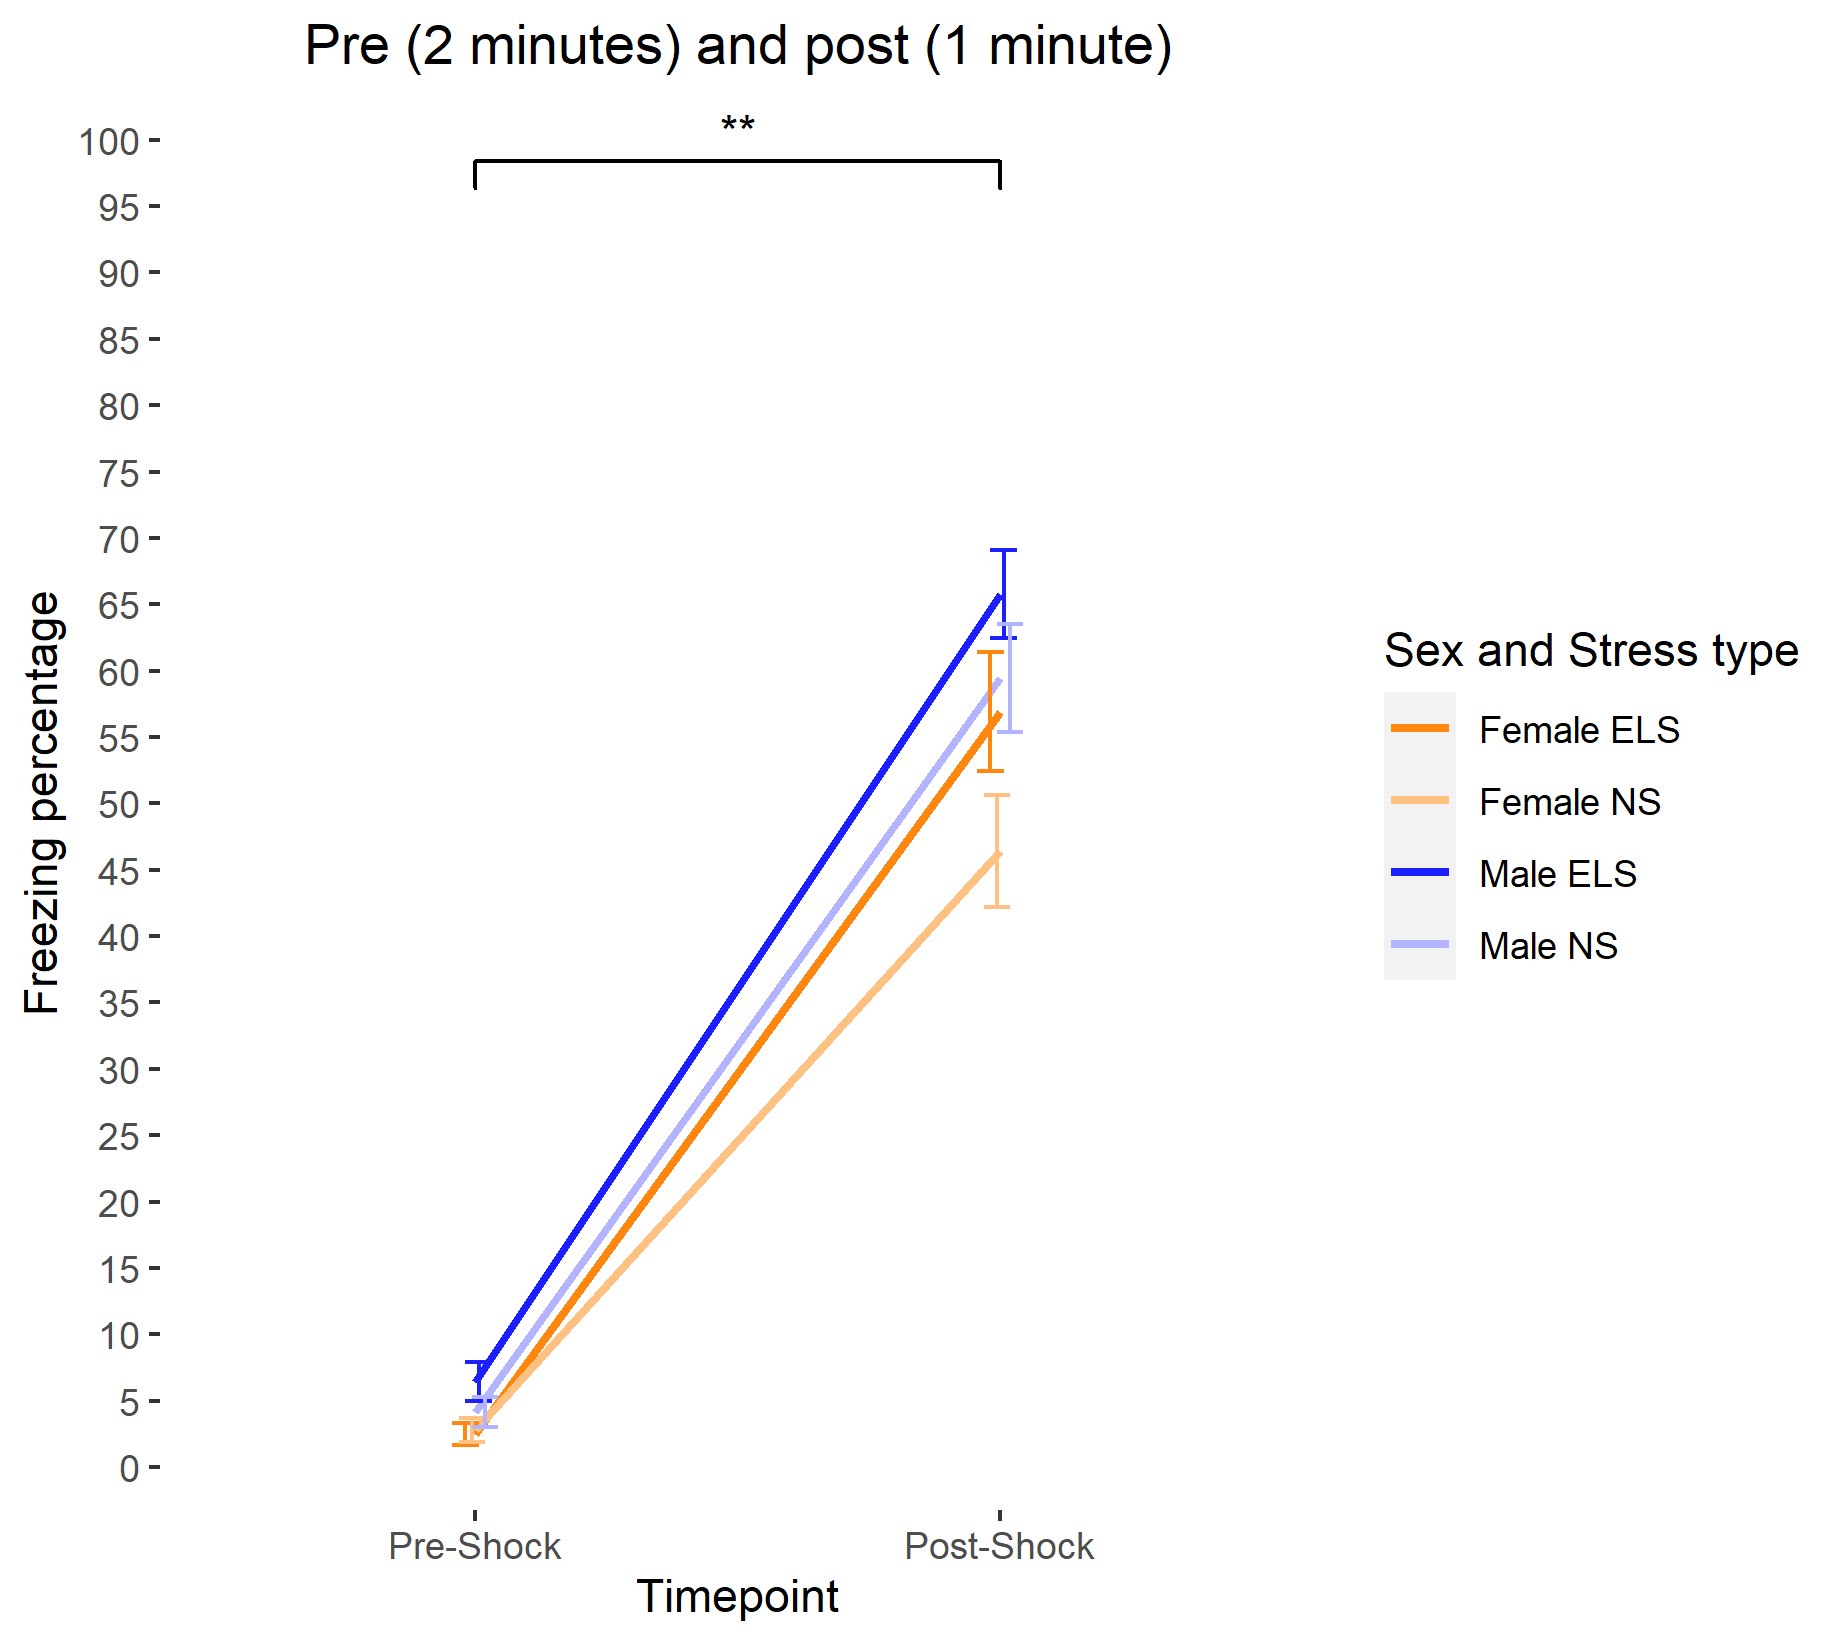 Pre (2 minutes) and post (1 minute)
**
100
95
90
85
80
75
70
65
60
55
50
45
40
35
30
25
20
15
10
5
0
Freezing percentage
Pre-Shock
Post-Shock
Timepoint
Sex and Stress type
Female ELS
Female NS
Male ELS
Male NS